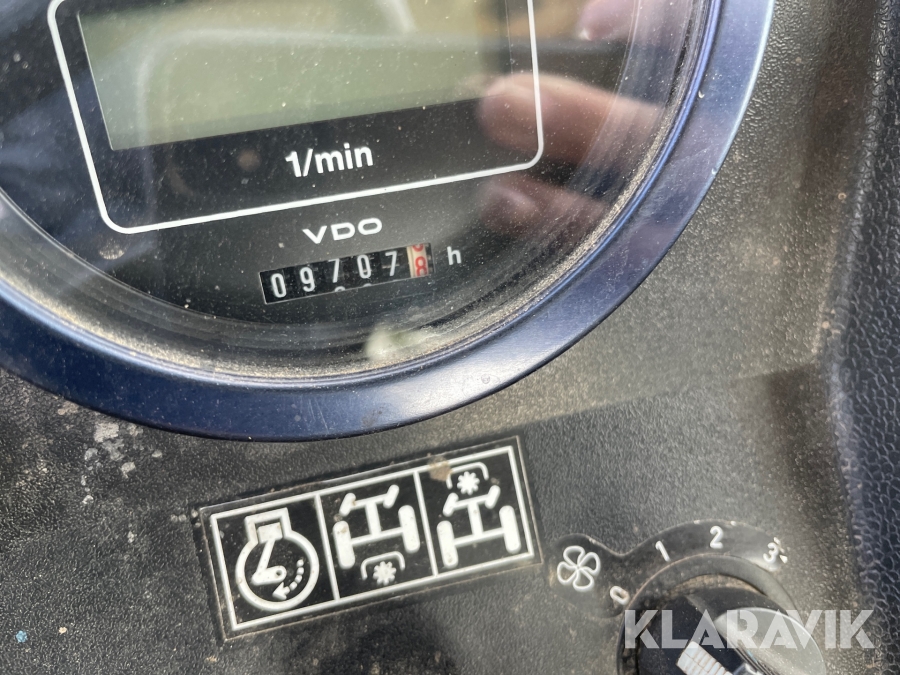 1/min
VDO
097078 h
0 1 2 3
KLARAVIK